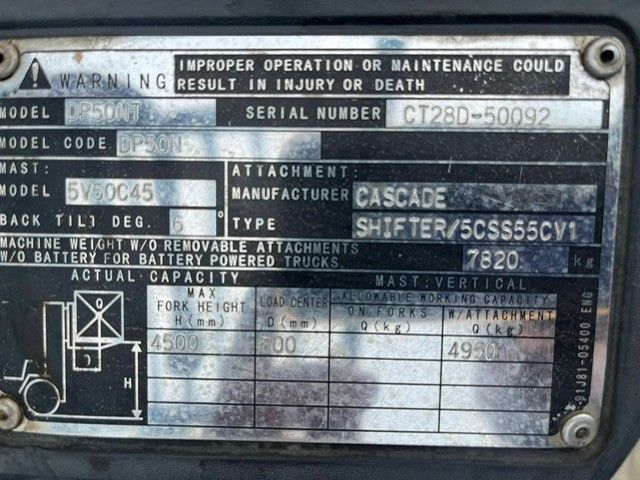 WARNING
IMPROPER OPERATION OR MAINTENANCE COULD
RESULT IN INJURY OR DEATH
MODEL DP50NT SERIAL NUMBER CT28D-50092
MODEL CODE DP50N
MAST:
MODEL 5V50C45
BACK TILT DEG. 6 °
ATTACHMENT:
MANUFACTURER CASCADE
TYPE SHIFTER/5CSS55CV1
MACHINE WEIGHT W/O REMOVABLE ATTACHMENTS
W/O BATTERY FOR BATTERY POWERED TRUCKS. 7820 kg
ACTUAL CAPACITY MAST VERTICAL
MAX
FORK HEIGHT
H(mm)
LOAD CENTER
D(mm)
ALLOWABLE WORKING CAPACITY
ON FORKS
Q(kg)
W/ATTACHMENT
Q(kg)
4500 600 4950
Q
D
H
91J81-05400 ENG